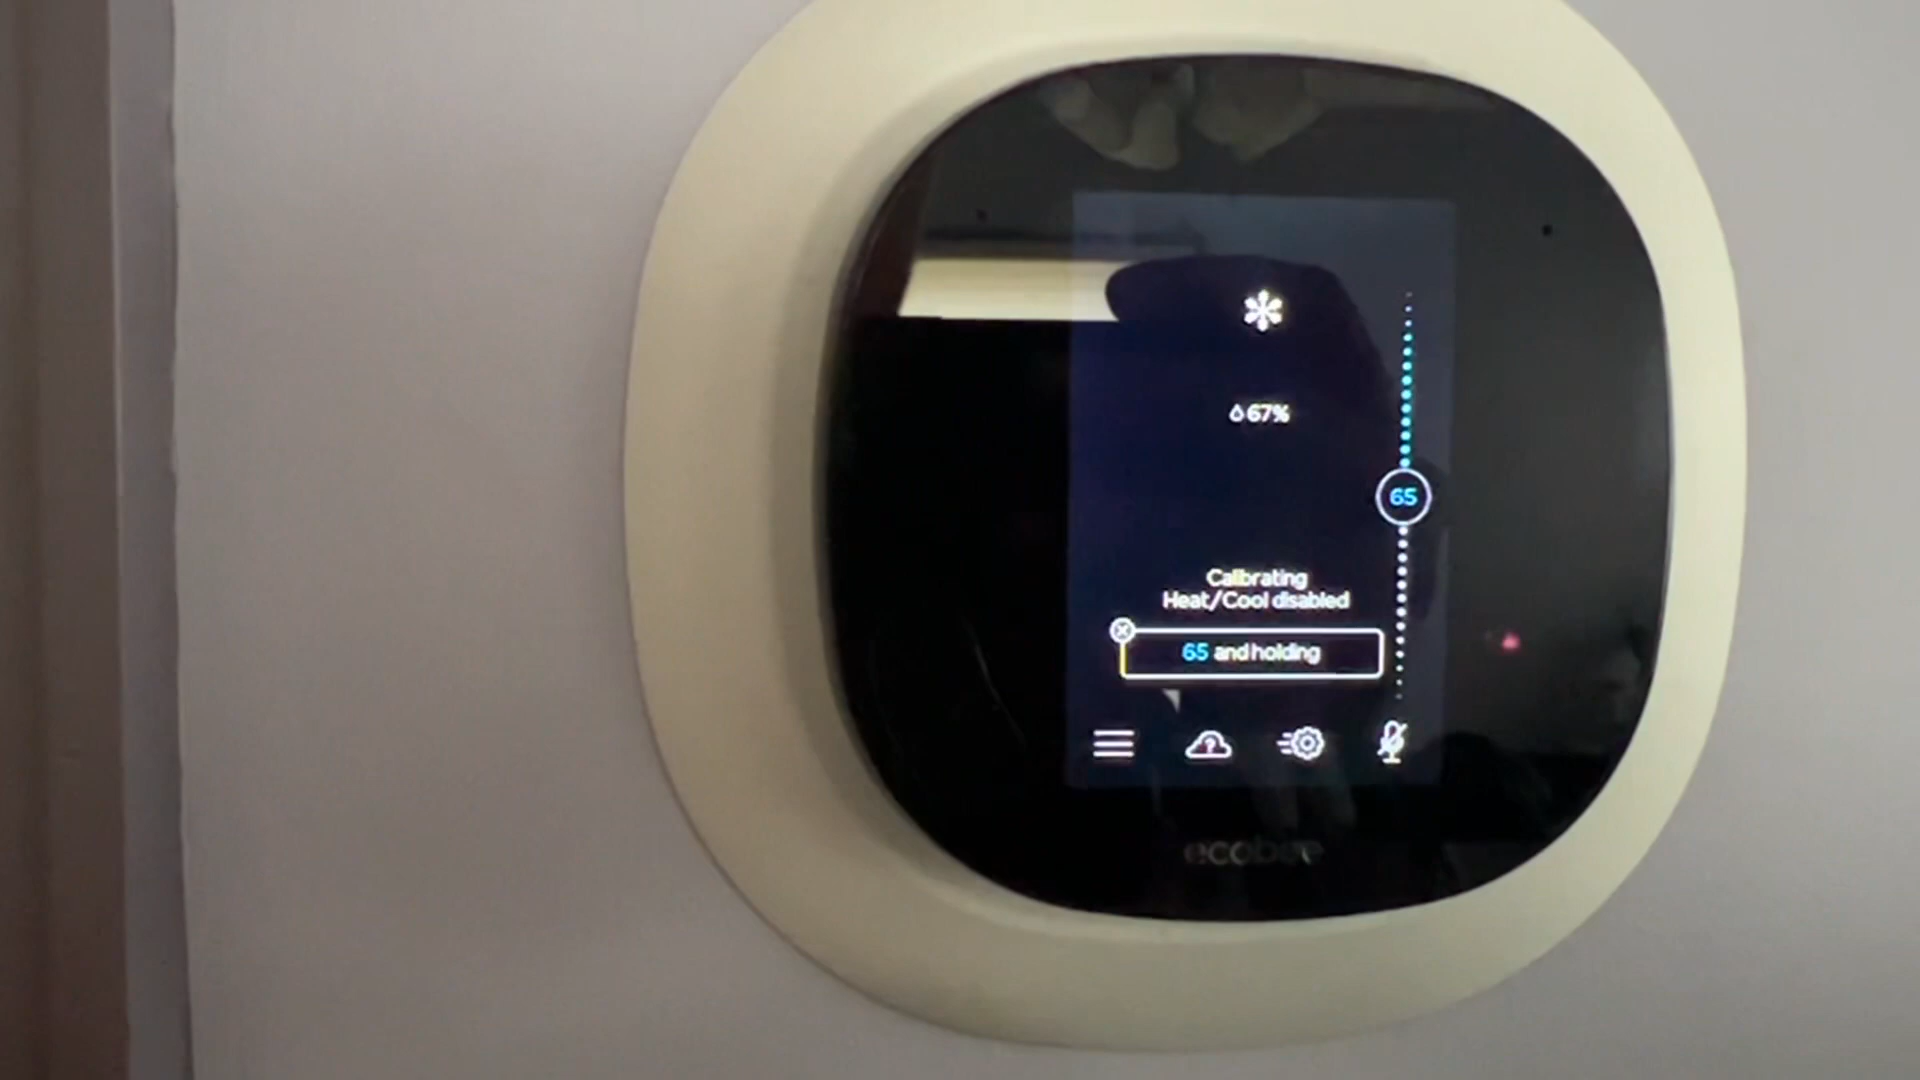 67%
65
Calibrating
Heat/Cool disabled
65 and holding
?
ecobee